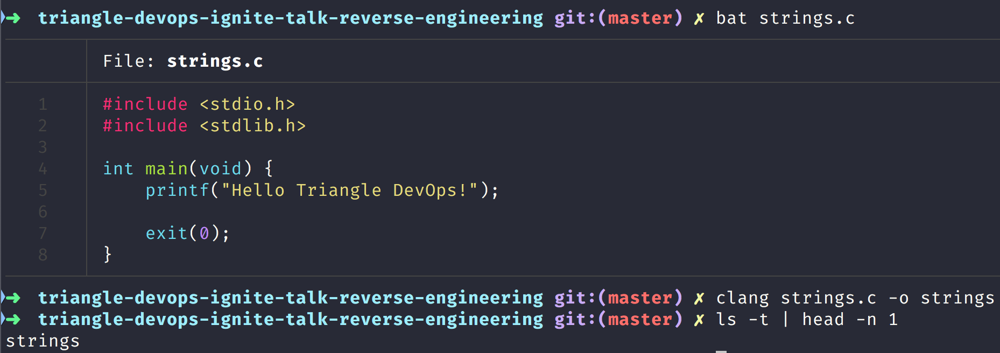 ➜ triangle-devops-ignite-talk-reverse-engineering git:(master) ✗ bat strings.c
File: strings.c
1 #include <stdio.h>
2 #include <stdlib.h>
3
4 int main(void) {
5     printf("Hello Triangle DevOps!");
6
7     exit(0);
8 }
➜ triangle-devops-ignite-talk-reverse-engineering git:(master) ✗ clang strings.c -o strings
➜ triangle-devops-ignite-talk-reverse-engineering git:(master) ✗ ls -t | head -n 1
strings